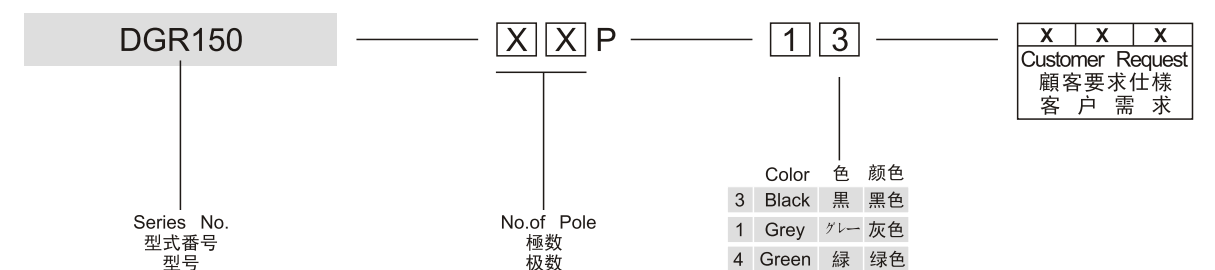 DGR150 X X P 1 3 X X X
Customer Request
顧客要求仕様
客户需求
Color 色 颜色
3 Black 黒 黑色
1 Grey グレー 灰色
4 Green 緑 绿色
Series No.
型式番号
型号
No.of Pole
極数
极数